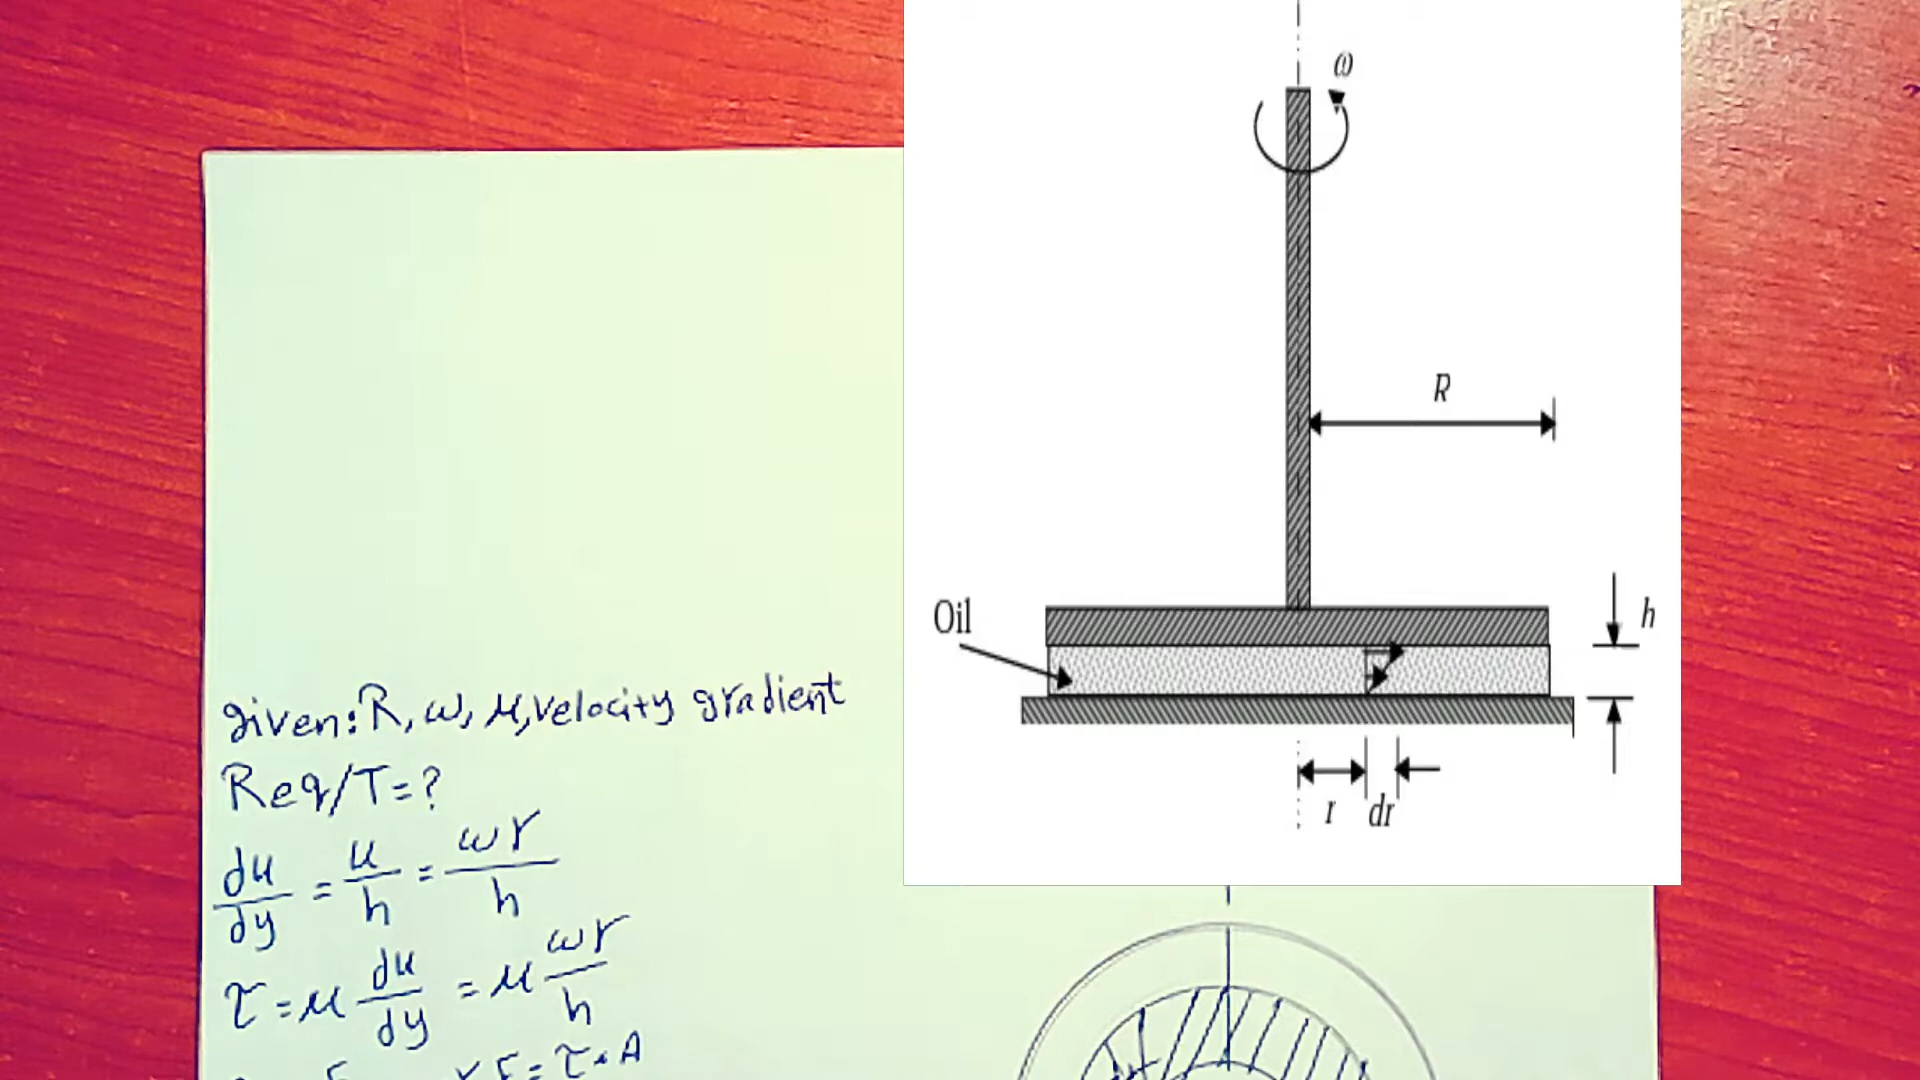 ω
R
Oil
h
r dr
given: R, ω, μ, velocity gradient
Req/T=?
du/dy = u/h = ωr/h
τ = μ du/dy = μ ωr/h
F = τ * A